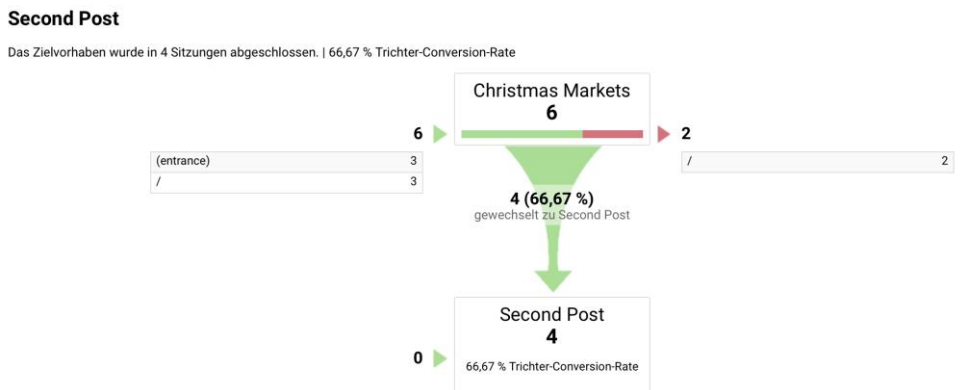 Second Post
Das Zielvorhaben wurde in 4 Sitzungen abgeschlossen. | 66,67 % Trichter-Conversion-Rate
Christmas Markets
6
6
2
(entrance) 3
/ 3
/ 2
4 (66,67 %)
gewechselt zu Second Post
Second Post
4
0
66,67 % Trichter-Conversion-Rate